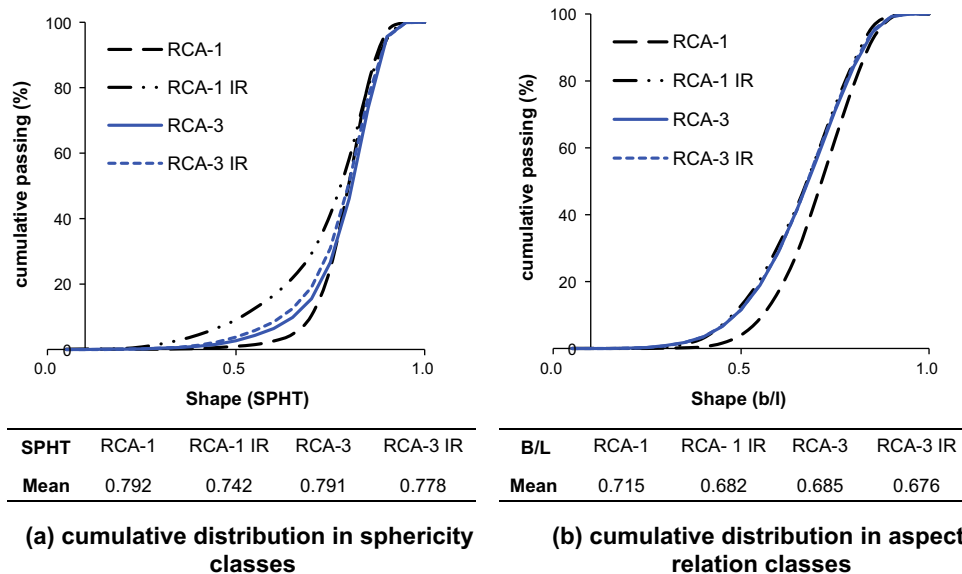 100
80
60
40
20
0
cumulative passing (%)
RCA-1
RCA-1 IR
RCA-3
RCA-3 IR
0.0 0.5 1.0
Shape (SPHT)
SPHT RCA-1 RCA-1 IR RCA-3 RCA-3 IR
Mean 0.792 0.742 0.791 0.778
(a) cumulative distribution in sphericity
classes
100
80
60
40
20
0
cumulative passing (%)
RCA-1
RCA-1 IR
RCA-3
RCA-3 IR
0.0 0.5 1.0
Shape (b/l)
B/L RCA-1 RCA- 1 IR RCA-3 RCA-3 IR
Mean 0.715 0.682 0.685 0.676
(b) cumulative distribution in aspect
relation classes